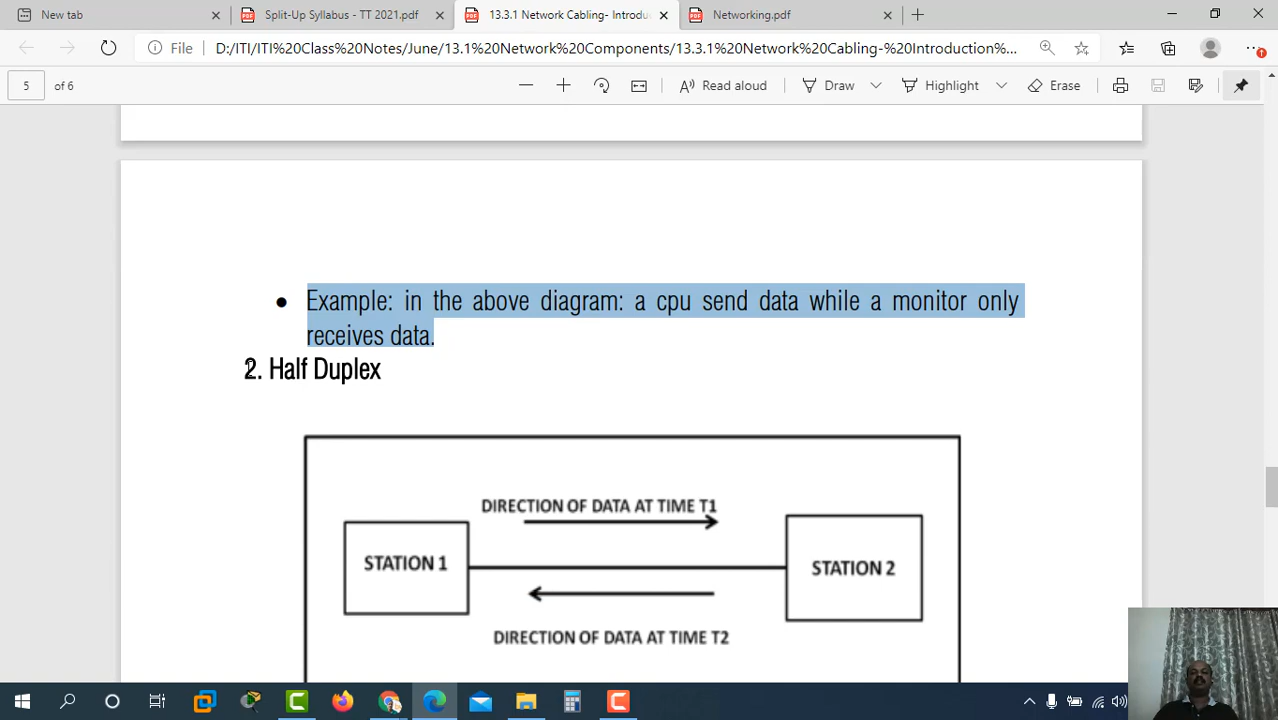 New tab
Split-Up Syllabus - TT 2021.pdf
13.3.1 Network Cabling- Introdu
Networking.pdf
File
D:/ITI/ITI%20Class%20Notes/June/13.1%20Network%20Components/13.3.1%20Network%20Cabling-%20Introduction%...
5 of 6
Read aloud
Draw
Highlight
Erase
• Example: in the above diagram: a cpu send data while a monitor only
receives data.
2. Half Duplex
DIRECTION OF DATA AT TIME T1
STATION 1
STATION 2
DIRECTION OF DATA AT TIME T2